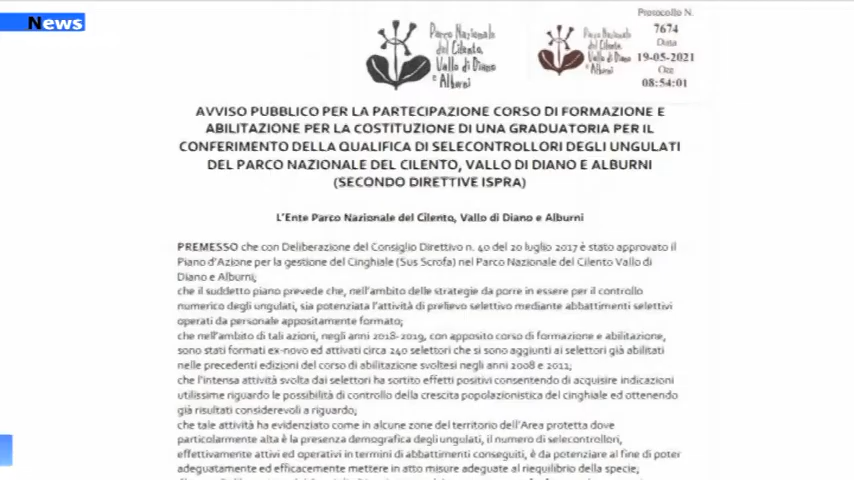 News
Parco Nazionale
del Cilento,
Vallo di Diano
e Alburni
Parco Nazionale
del Cilento,
Vallo di Diano
e Alburni
Protocollo N.
7674
Data
19-05-2021
Ore
08:54:01
AVVISO PUBBLICO PER LA PARTECIPAZIONE CORSO DI FORMAZIONE E
ABILITAZIONE PER LA COSTITUZIONE DI UNA GRADUATORIA PER IL
CONFERIMENTO DELLA QUALIFICA DI SELECONTROLLORI DEGLI UNGULATI
DEL PARCO NAZIONALE DEL CILENTO, VALLO DI DIANO E ALBURNI
(SECONDO DIRETTIVE ISPRA)
L'Ente Parco Nazionale del Cilento, Vallo di Diano e Alburni
PREMESSO che con Deliberazione del Consiglio Direttivo n. 40 del 20 luglio 2017 è stato approvato il
Piano d'Azione per la gestione del Cinghiale (Sus Scrofa) nel Parco Nazionale del Cilento Vallo di
Diano e Alburni;
che il suddetto piano prevede che, nell'ambito delle strategie da porre in essere per il controllo
numerico degli ungulati, sia potenziata l'attività di prelievo selettivo mediante abbattimenti selettivi
operati da personale appositamente formato;
che nell'ambito di tali azioni, negli anni 2018-2019, con apposito corso di formazione e abilitazione,
sono stati formati ex-novo ed attivati circa 240 selettori che si sono aggiunti ai selettori già abilitati
nelle precedenti edizioni del corso di abilitazione svoltesi negli anni 2008 e 2011;
che l'intensa attività svolta dai selettori ha sortito effetti positivi consentendo di acquisire indicazioni
utilissime riguardo le possibilità di controllo della crescita popolazionistica del cinghiale ed ottenendo
già risultati considerevoli a riguardo;
che tale attività ha evidenziato come in alcune zone del territorio dell'Area protetta dove
particolarmente alta è la presenza demografica degli ungulati, il numero di selecontrollori,
effettivamente attivi ed operativi in termini di abbattimenti conseguiti, è da potenziare al fine di poter
adeguatamente ed efficacemente mettere in atto misure adeguate al riequilibrio della specie;